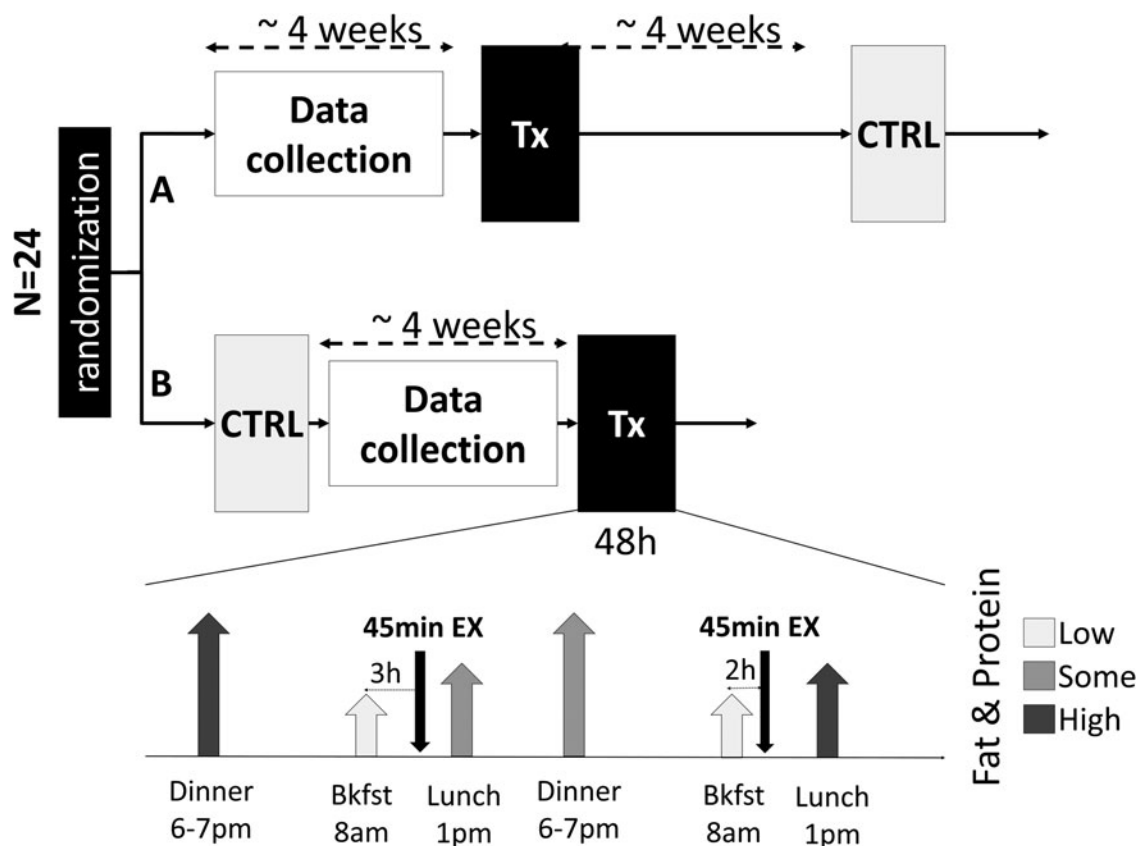 ~ 4 weeks
~ 4 weeks
Data
collection
Tx
CTRL
A
N=24
randomization
B
~ 4 weeks
CTRL
Data
collection
Tx
48h
45min EX
3h
45min EX
2h
Fat & Protein
Low
Some
High
Dinner
6-7pm
Bkfst
8am
Lunch
1pm
Dinner
6-7pm
Bkfst
8am
Lunch
1pm